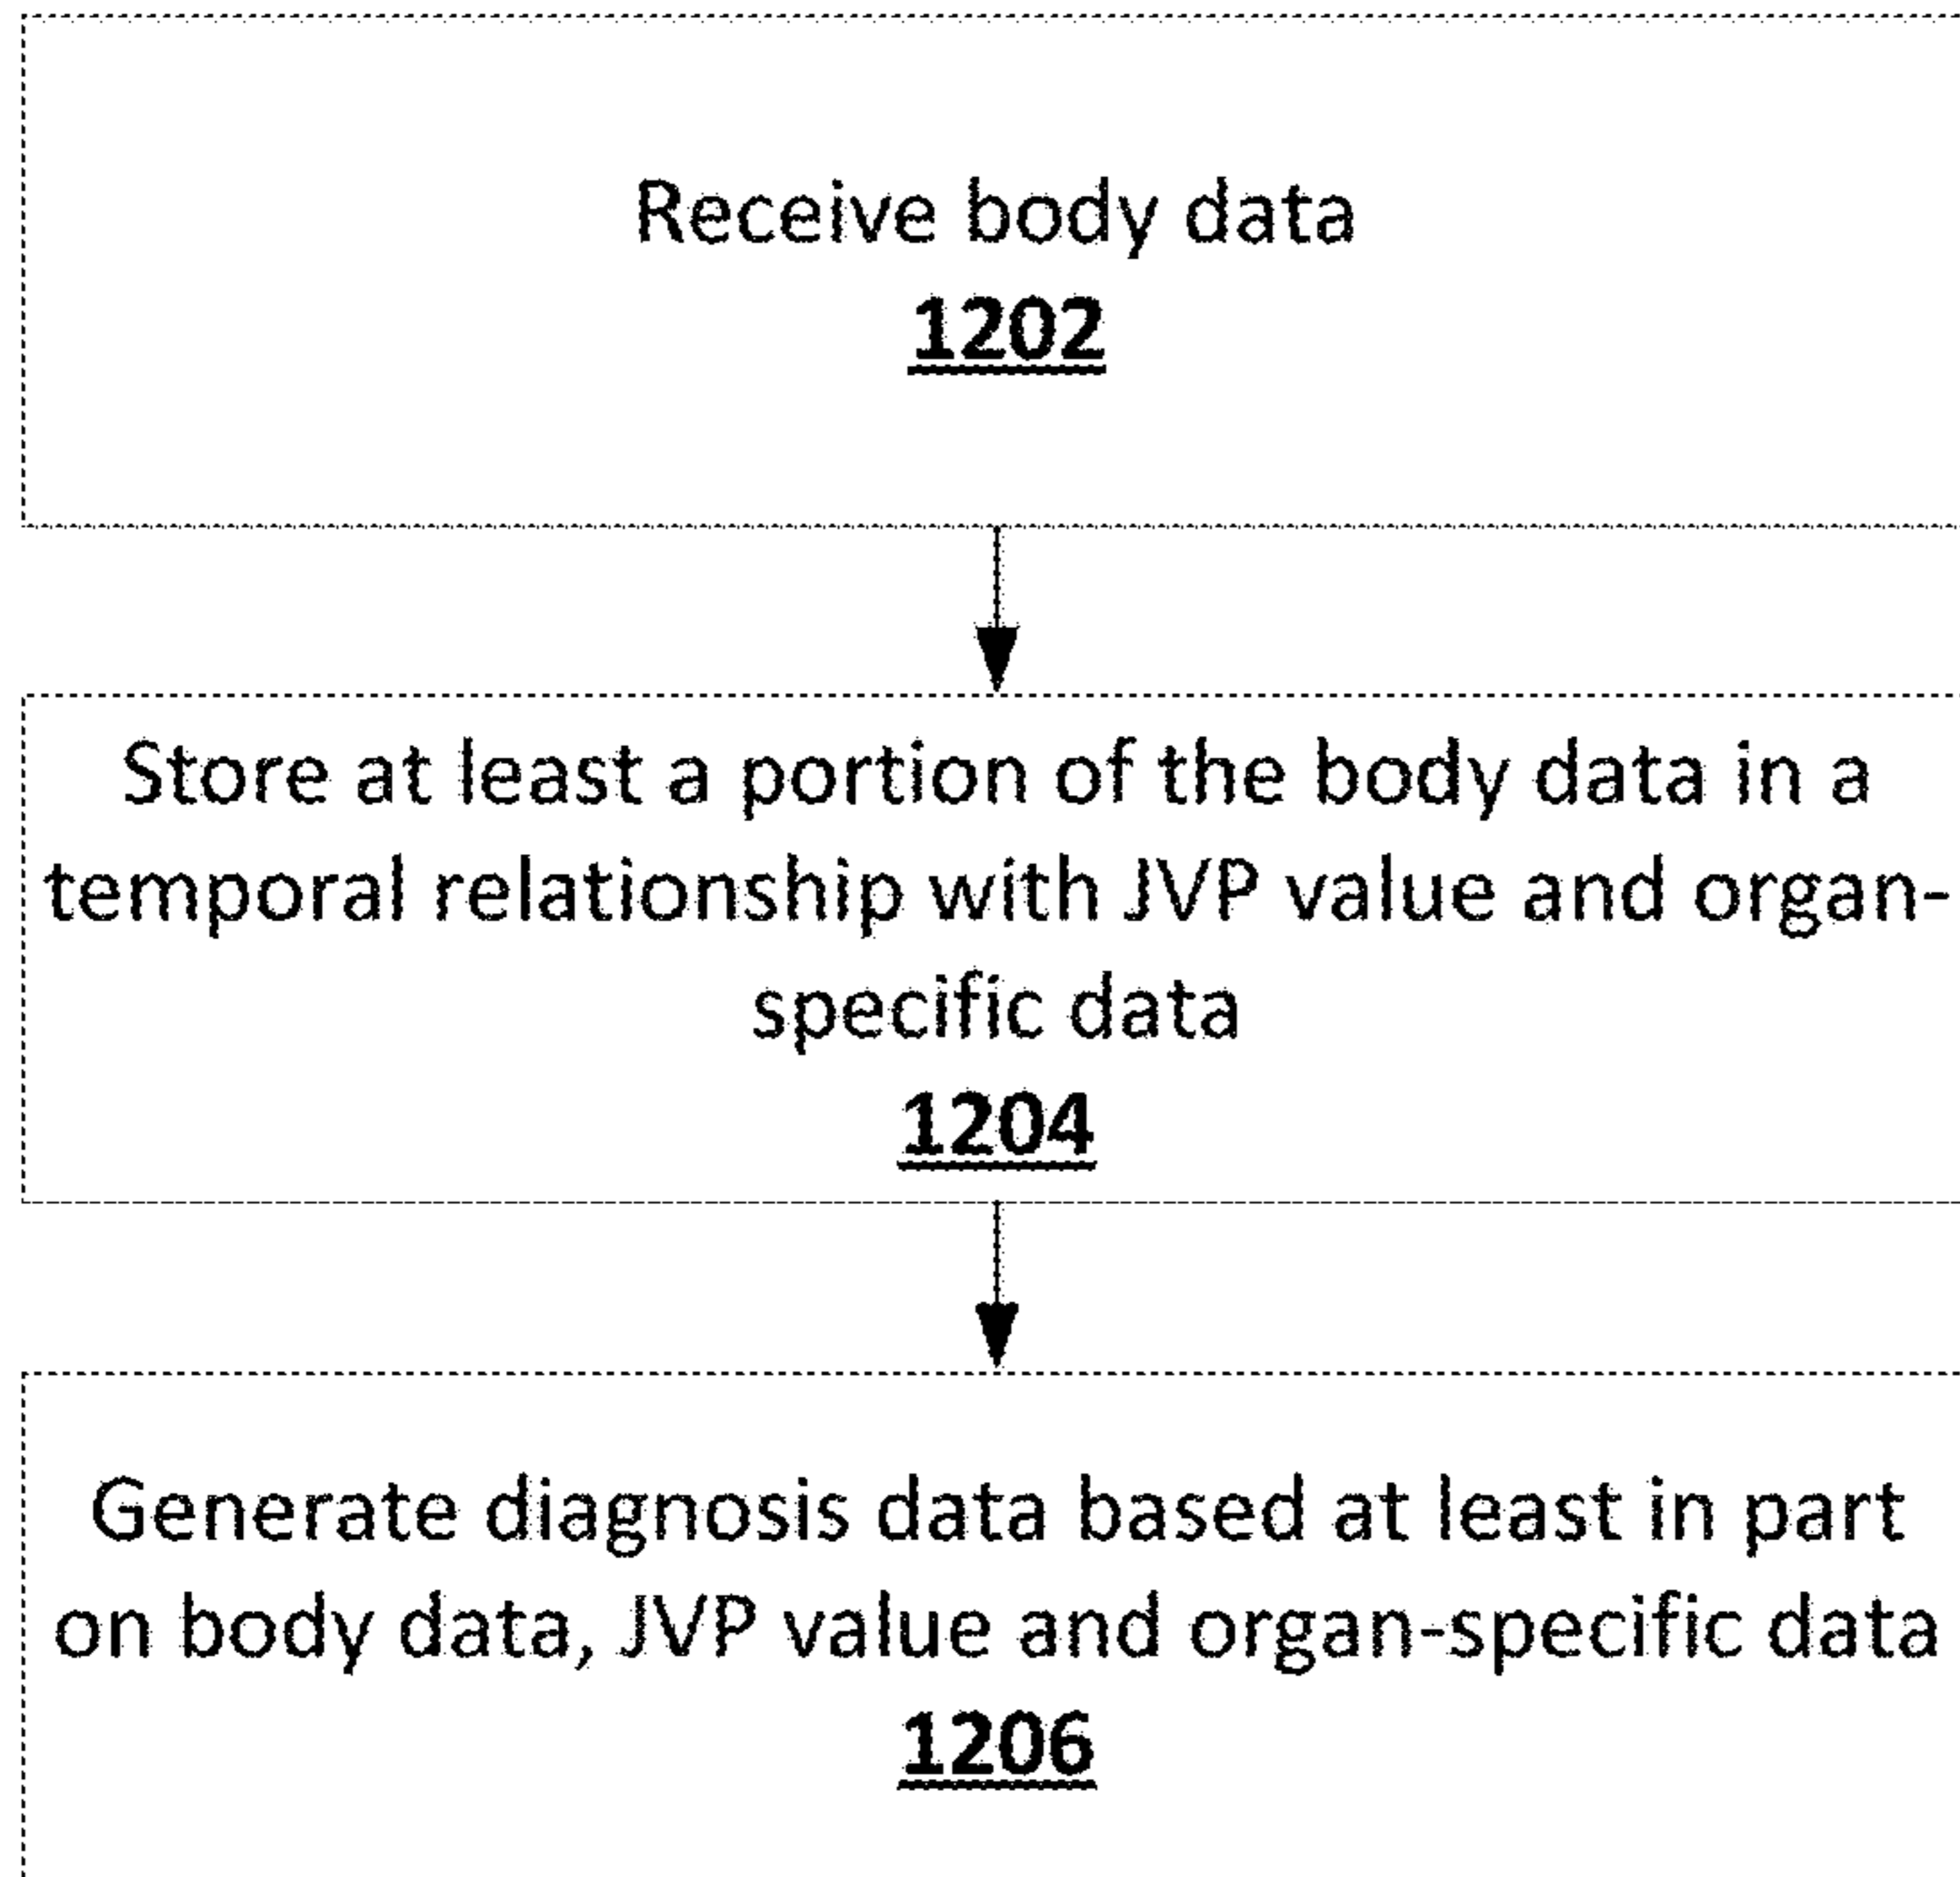 Receive body data
1202
Store at least a portion of the body data in a
temporal relationship with JVP value and organ-
specific data
1204
Generate diagnosis data based at least in part
on body data, JVP value and organ-specific data
1206